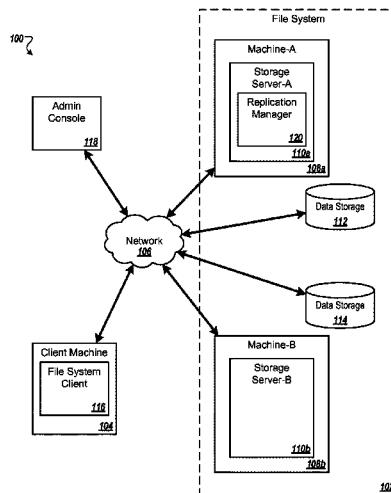 File System
100
Machine-A
Storage
Server-A
Replication
Manager
120
110a
108a
Admin
Console
118
Data Storage
112
Network
106
Data Storage
114
Client Machine
File System
Client
116
104
Machine-B
Storage
Server-B
110b
108b